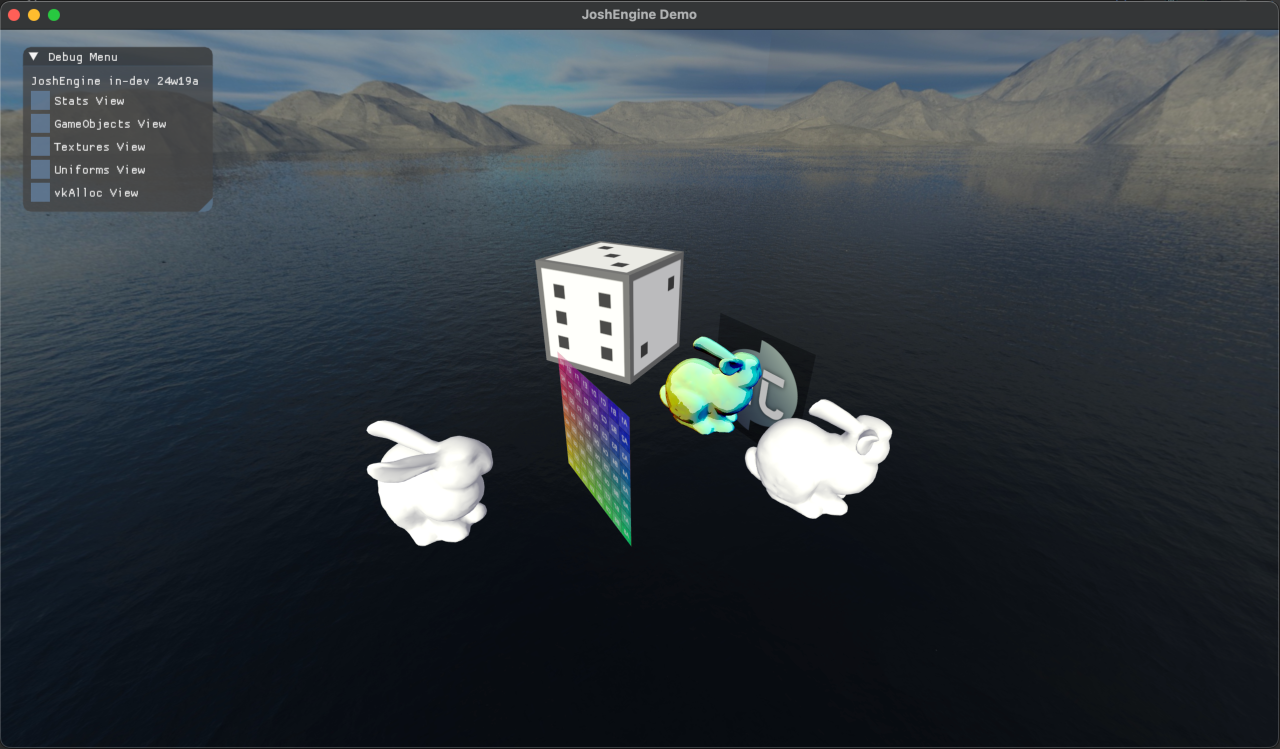 JoshEngine Demo
Debug Menu
JoshEngine in-dev 24w19a
Stats View
GameObjects View
Textures View
Uniforms View
vkAlloc View